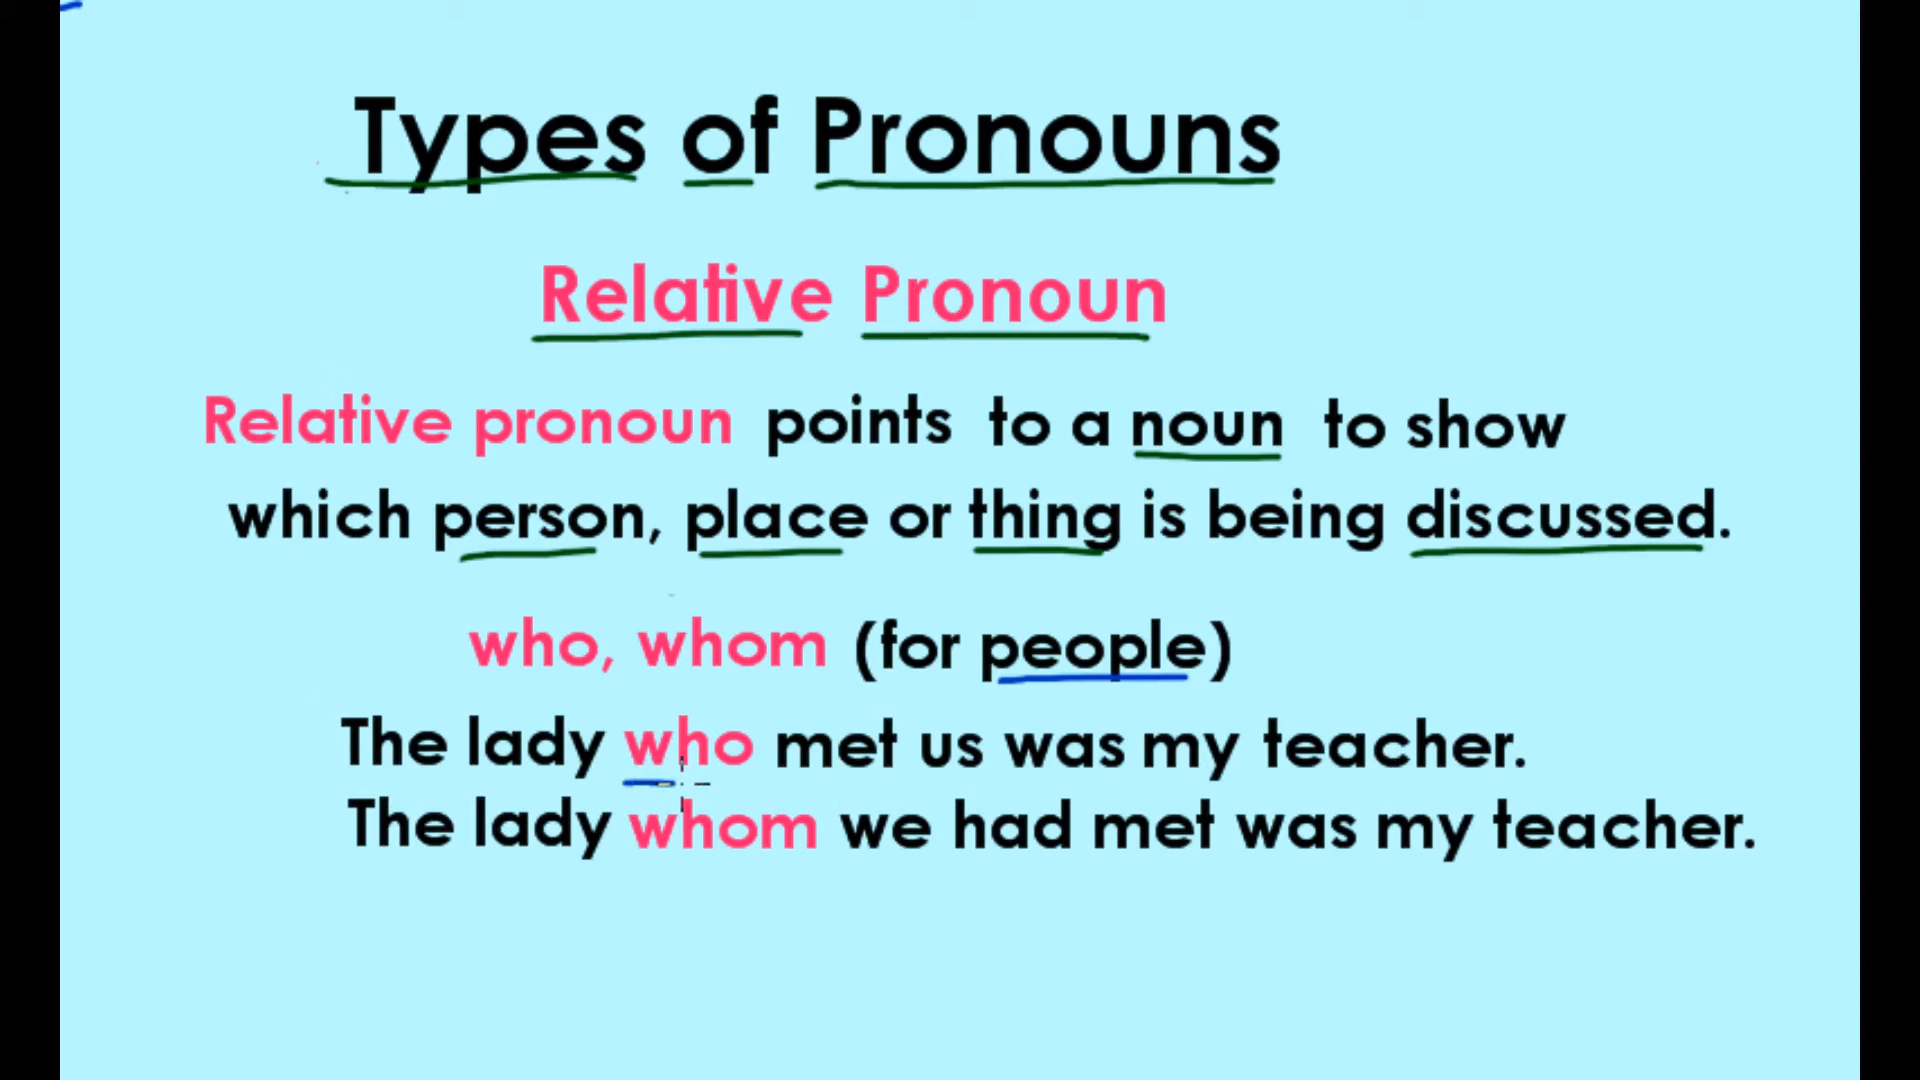 Types of Pronouns
Relative Pronoun
Relative pronoun points to a noun to show
which person, place or thing is being discussed.
who, whom (for people)
The lady who met us was my teacher.
The lady whom we had met was my teacher.